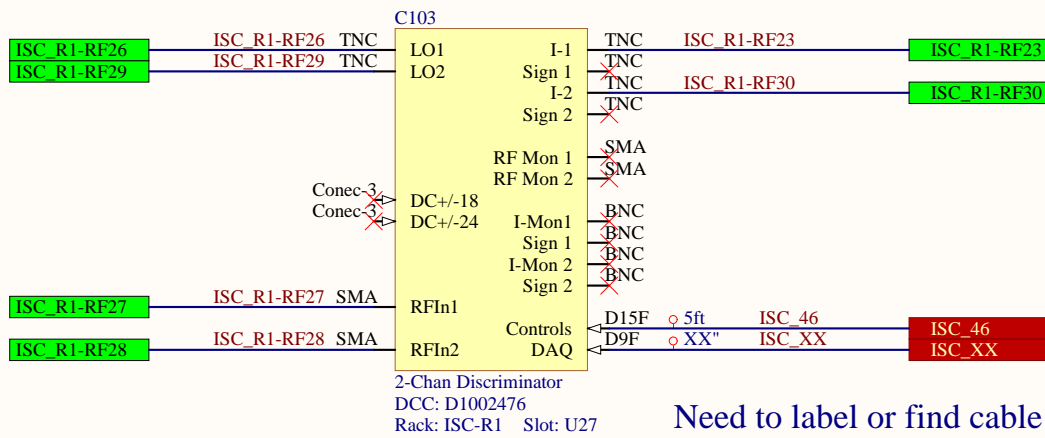 C103
ISC_R1-RF26 ISC_R1-RF26 TNC LO1 I-1 TNC ISC_R1-RF23 ISC_R1-RF23
ISC_R1-RF29 ISC_R1-RF29 TNC LO2 Sign 1 TNC
I-2 TNC ISC_R1-RF30 ISC_R1-RF30
Sign 2 TNC
RF Mon 1 SMA
RF Mon 2 SMA
Conec-3 DC+/-18
Conec-3 DC+/-24 I-Mon1 BNC
Sign 1 BNC
I-Mon 2 BNC
Sign 2 BNC
ISC_R1-RF27 ISC_R1-RF27 SMA RFIn1
Controls D15F 5ft ISC_46 ISC_46
ISC_R1-RF28 ISC_R1-RF28 SMA RFIn2 DAQ D9F XX" ISC_XX ISC_XX
2-Chan Discriminator
DCC: D1002476
Rack: ISC-R1 Slot: U27
Need to label or find cable